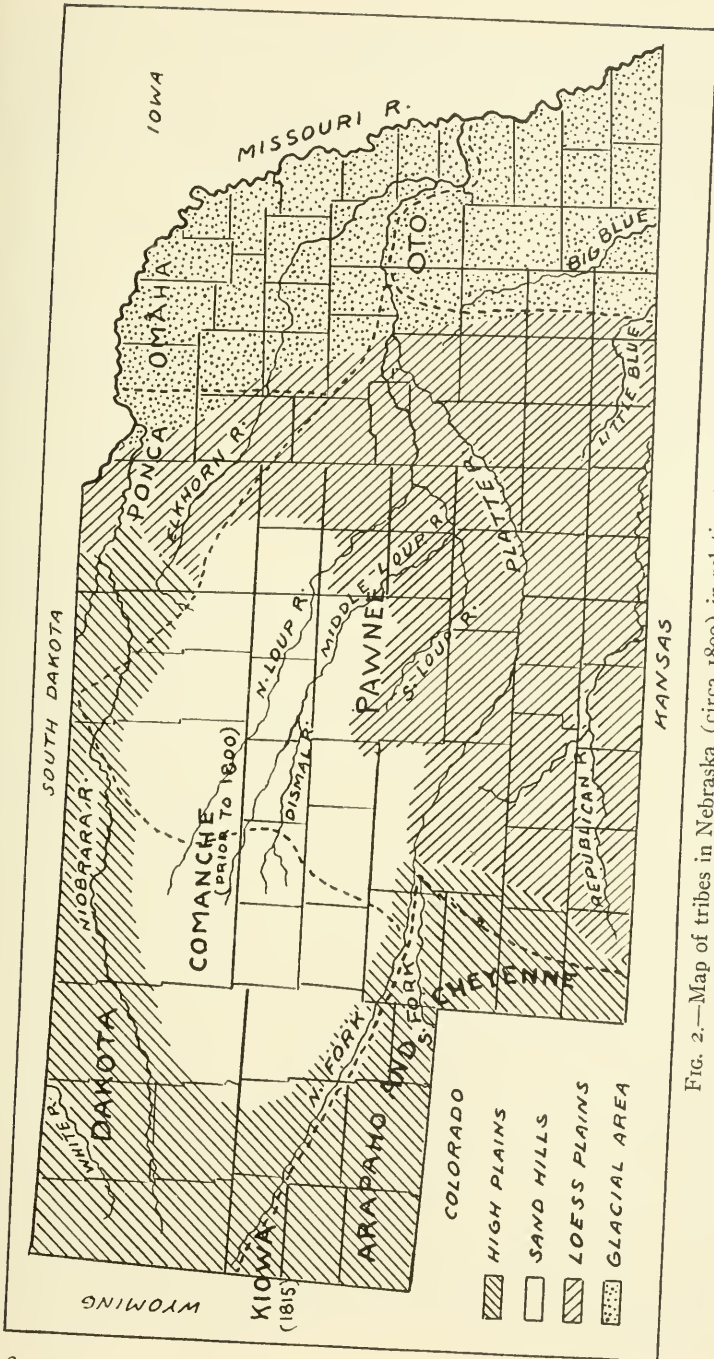 SOUTH DAKOTA
IOWA
WYOMING
WHITE R.
DAKOTA
NIOBRARA R.
PONCA
OMAHA
MISSOURI R.
ELKHORN R.
COMANCHE
(PRIOR TO 1800)
N. LOUP R.
MIDDLE LOUP R.
DISMAL R.
PAWNEE
S. LOUP R.
PLATTE R.
OTO
KIOWA
(1815)
N. FORK
ARAPAHO AND CHEYENNE
S. FORK
REPUBLICAN R.
LITTLE BLUE
BIG BLUE
KANSAS
COLORADO
HIGH PLAINS
SAND HILLS
LOESS PLAINS
GLACIAL AREA
FIG. 2.—Map of tribes in Nebraska (circa 1800) in